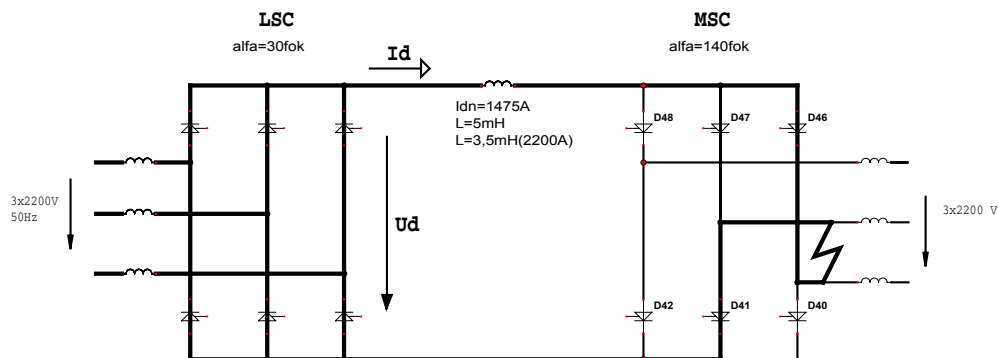 LSC
alfa=30fok
MSC
alfa=140fok
Id
Idn=1475A
L=5mH
L=3,5mH(2200A)
D48
D47
D46
3x2200V
50Hz
Ud
3x2200 V
D42
D41
D40